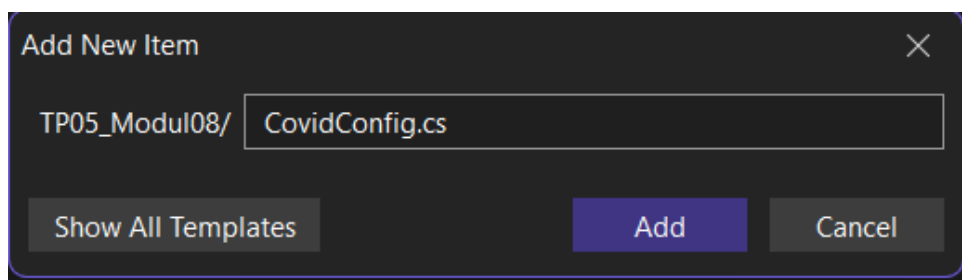 Add New Item
TP05_Modul08/ CovidConfig.cs
Show All Templates Add Cancel